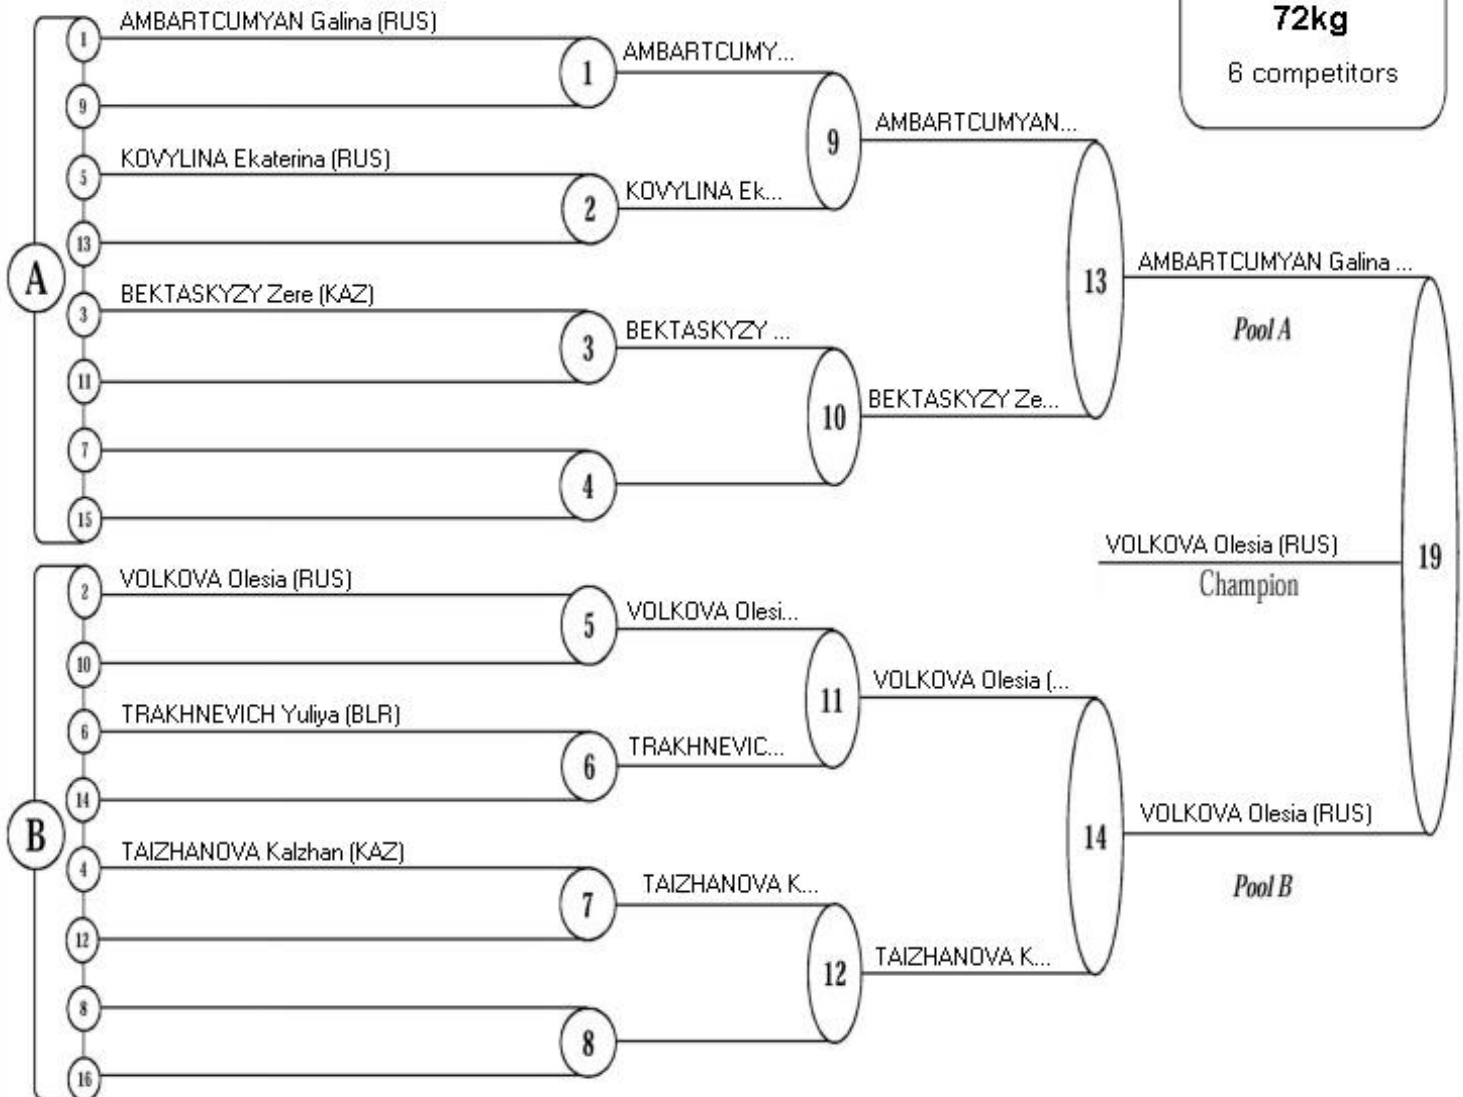 72kg
6 competitors
A
1
AMBARTCUMYAN Galina (RUS)
9
5
KOVYLINA Ekaterina (RUS)
13
3
BEKTASKYZY Zere (KAZ)
11
7
15
1
2
3
4
AMBARTCUMY...
KOVYLINA Ek...
BEKTASKYZY ...
9
10
AMBARTCUMYAN...
BEKTASKYZY Ze...
13
AMBARTCUMYAN Galina ...
Pool A
B
2
VOLKOVA Olesia (RUS)
10
6
TRAKHNEVICH Yuliya (BLR)
14
4
TAIZHANOVA Kalzhan (KAZ)
12
8
16
5
6
7
8
VOLKOVA Olesi...
TRAKHNEVIC...
TAIZHANOVA K...
11
12
VOLKOVA Olesia (...
TAIZHANOVA K...
14
VOLKOVA Olesia (RUS)
Pool B
19
VOLKOVA Olesia (RUS)
Champion